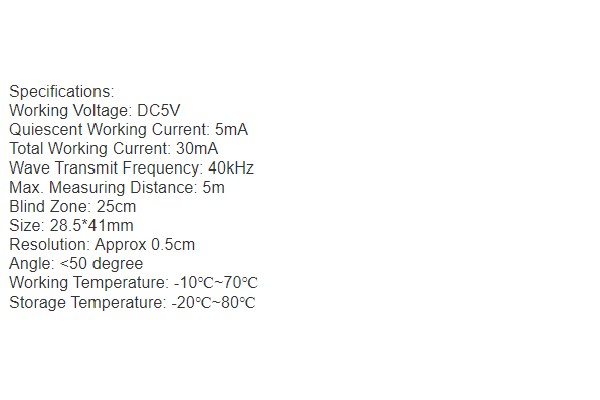 Specifications:
Working Voltage: DC5V
Quiescent Working Current: 5mA
Total Working Current: 30mA
Wave Transmit Frequency: 40kHz
Max. Measuring Distance: 5m
Blind Zone: 25cm
Size: 28.5*41mm
Resolution: Approx 0.5cm
Angle: <50 degree
Working Temperature: -10℃~70℃
Storage Temperature: -20℃~80℃